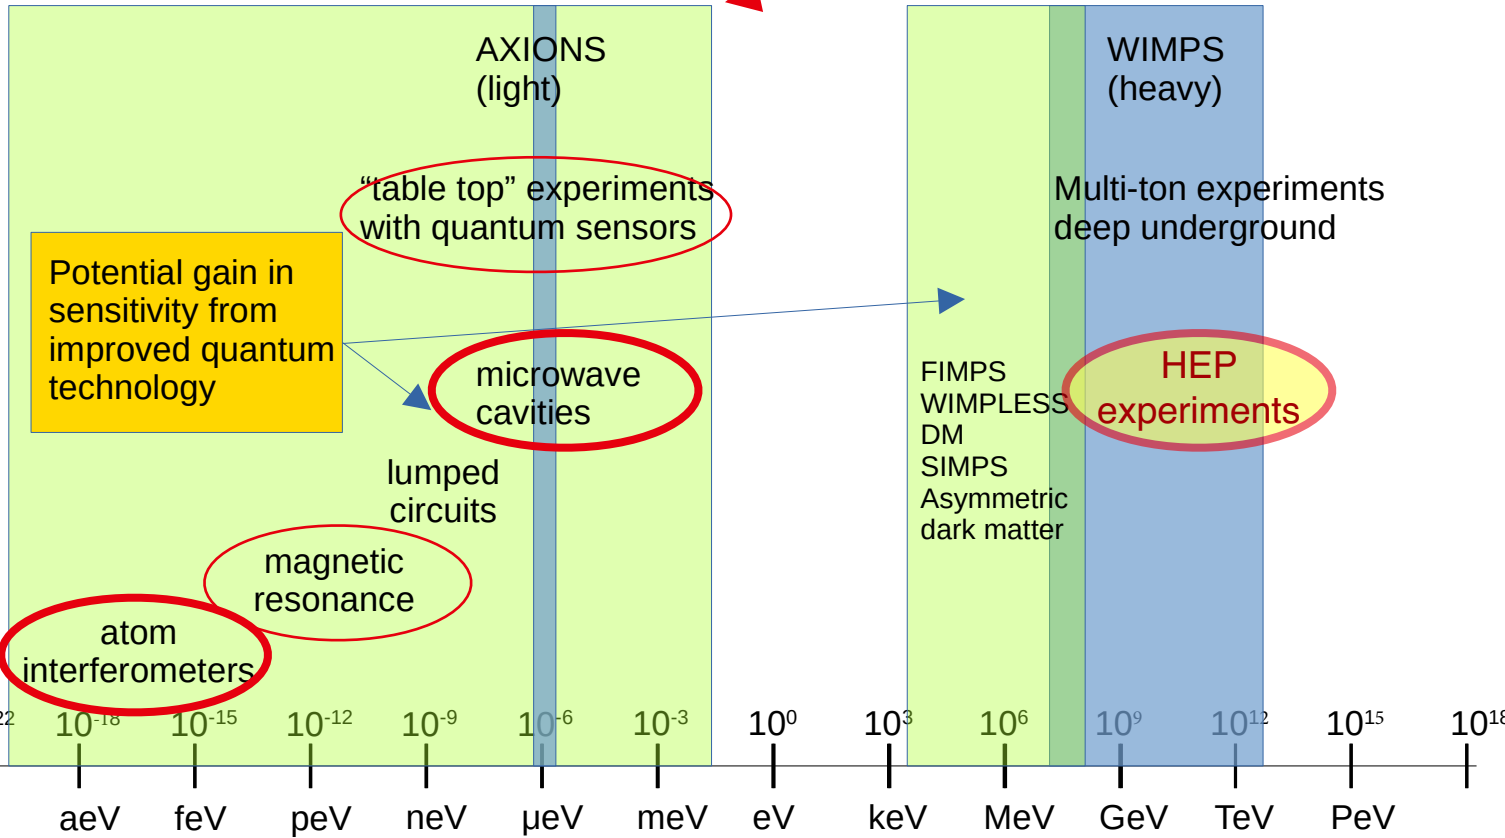 AXIONS
(light)
WIMPS
(heavy)
“table top” experiments
with quantum sensors
Multi-ton experiments
deep underground
Potential gain in
sensitivity from
improved quantum
technology
microwave
cavities
FIMPS
WIMPLESS
DM
SIMPS
Asymmetric
dark matter
HEP
experiments
lumped
circuits
magnetic
resonance
atom
interferometers
22 10-18 10-15 10-12 10-9 10-6 10-3 100 103 106 109 1012 1015 1018
aeV feV peV neV μeV meV eV keV MeV GeV TeV PeV